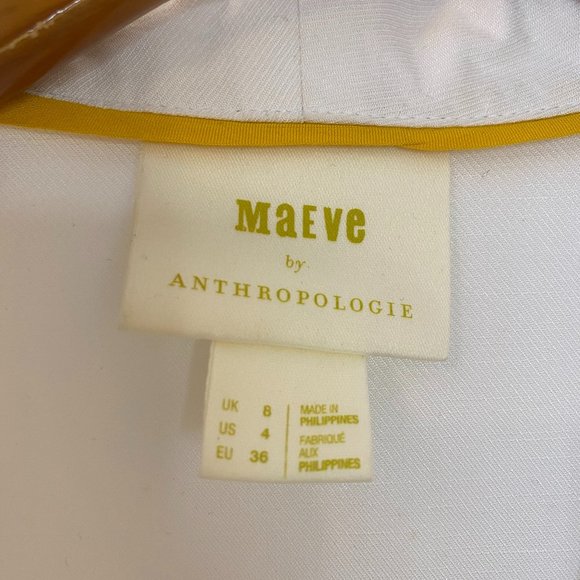 MaEve
by
ANTHROPOLOGIE
UK 8
US 4
EU 36
MADE IN
PHILIPPINES
FABRIQUÉ
AUX
PHILIPPINES